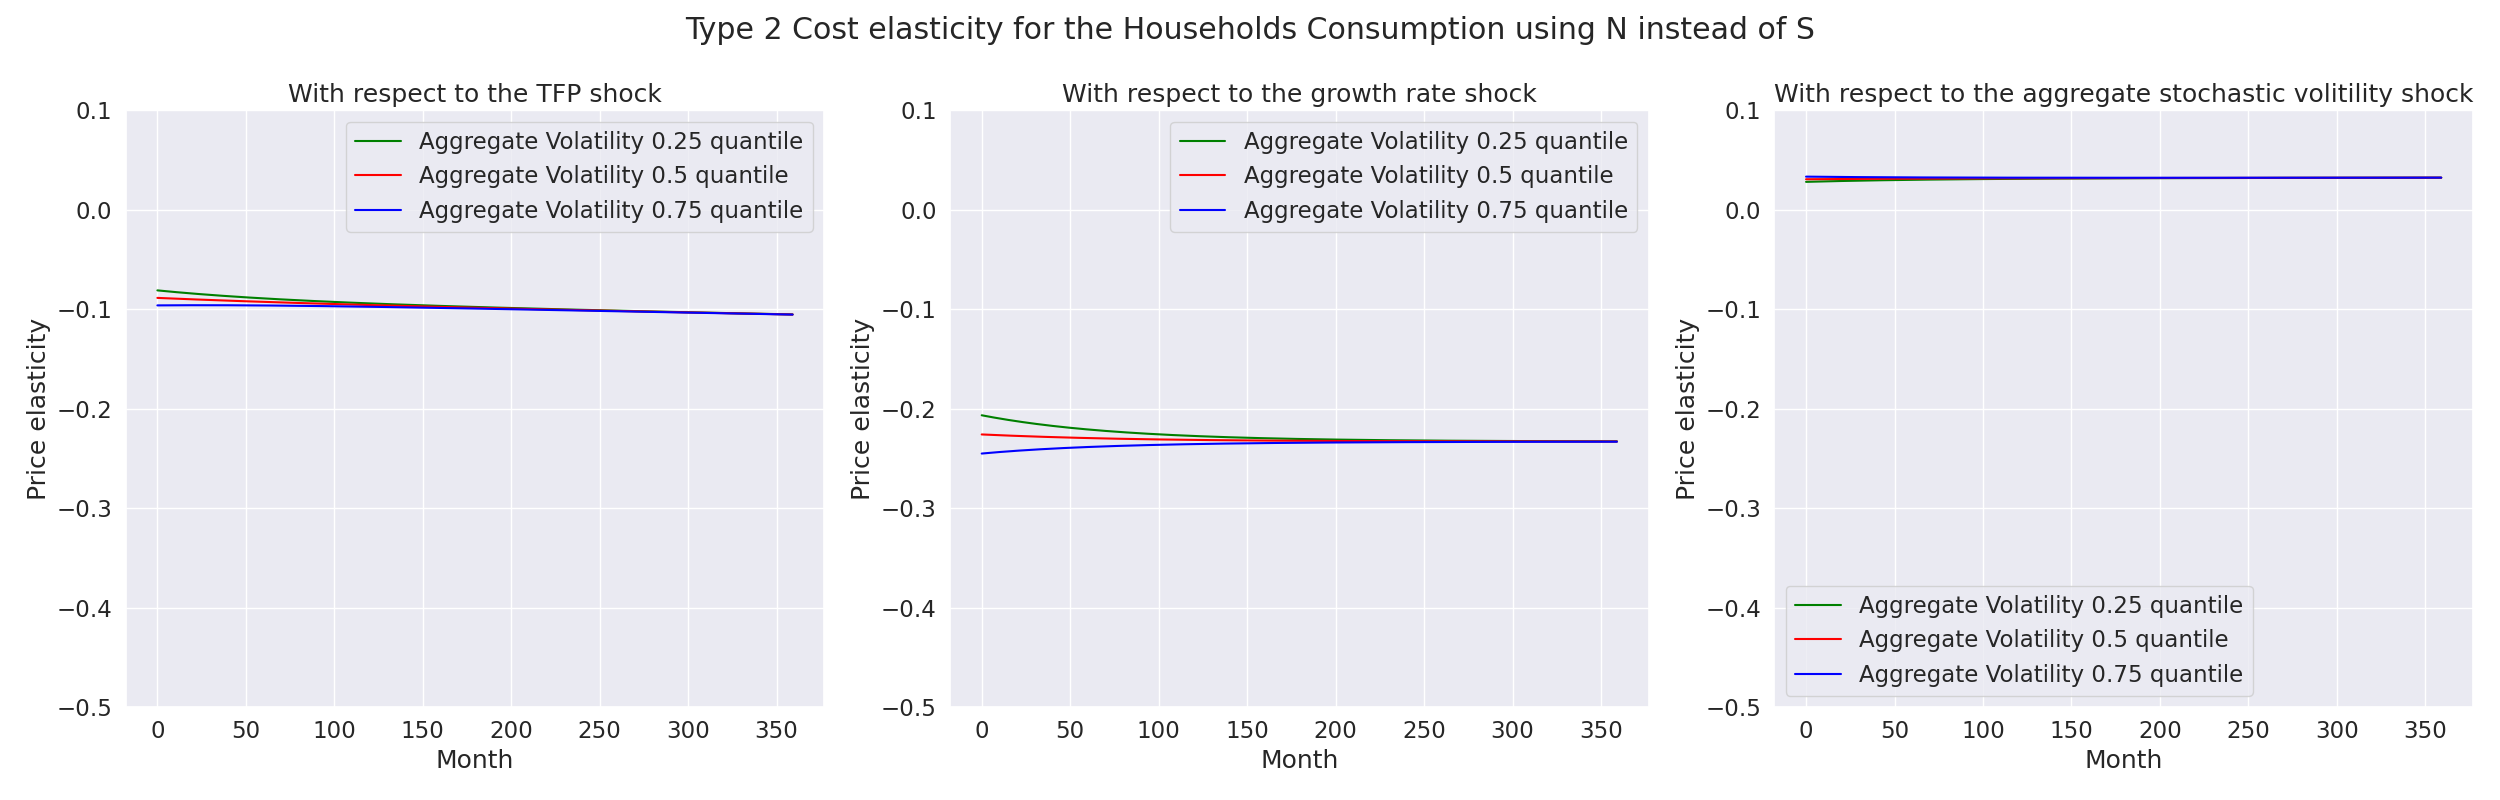 Type 2 Cost elasticity for the Households Consumption using N instead of S
With respect to the TFP shock
0.1
0.0
−0.1
−0.2
−0.3
−0.4
−0.5
Price elasticity
Aggregate Volatility 0.25 quantile
Aggregate Volatility 0.5 quantile
Aggregate Volatility 0.75 quantile
0 50 100 150 200 250 300 350
Month
With respect to the growth rate shock
0.1
0.0
−0.1
−0.2
−0.3
−0.4
−0.5
Price elasticity
Aggregate Volatility 0.25 quantile
Aggregate Volatility 0.5 quantile
Aggregate Volatility 0.75 quantile
0 50 100 150 200 250 300 350
Month
With respect to the aggregate stochastic volitility shock
0.1
0.0
−0.1
−0.2
−0.3
−0.4
−0.5
Price elasticity
Aggregate Volatility 0.25 quantile
Aggregate Volatility 0.5 quantile
Aggregate Volatility 0.75 quantile
0 50 100 150 200 250 300 350
Month